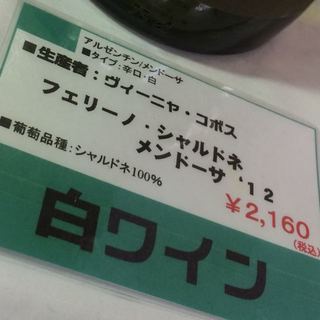 アルゼンチン/メンドーサ
■タイプ:辛口・白
■生産者:ヴィーニャ・コボス
フェリーノ・シャルドネ
メンドーサ '12
■葡萄品種:シャルドネ100%
¥2,160
(税込)
白ワイン